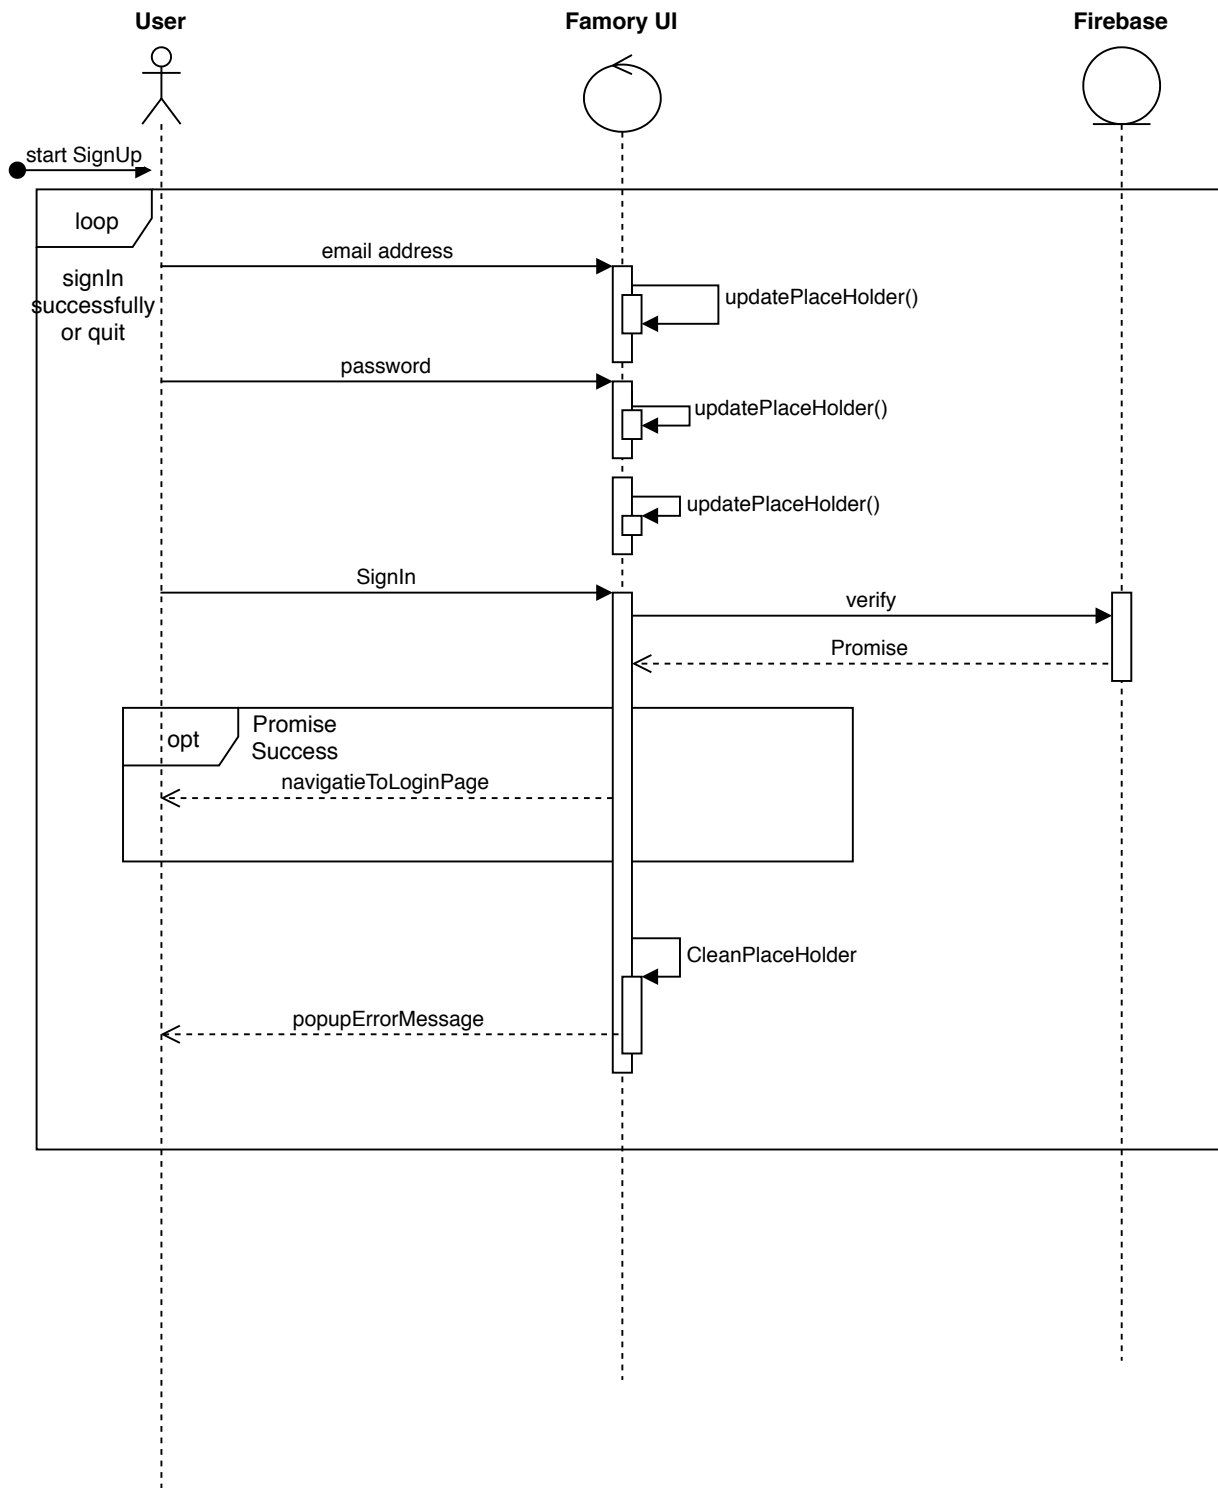 User
Famory UI
Firebase
start SignUp
loop
signIn
successfully
or quit
email address
updatePlaceHolder()
password
updatePlaceHolder()
updatePlaceHolder()
SignIn
verify
Promise
opt
Promise
Success
navigatieToLoginPage
CleanPlaceHolder
popupErrorMessage